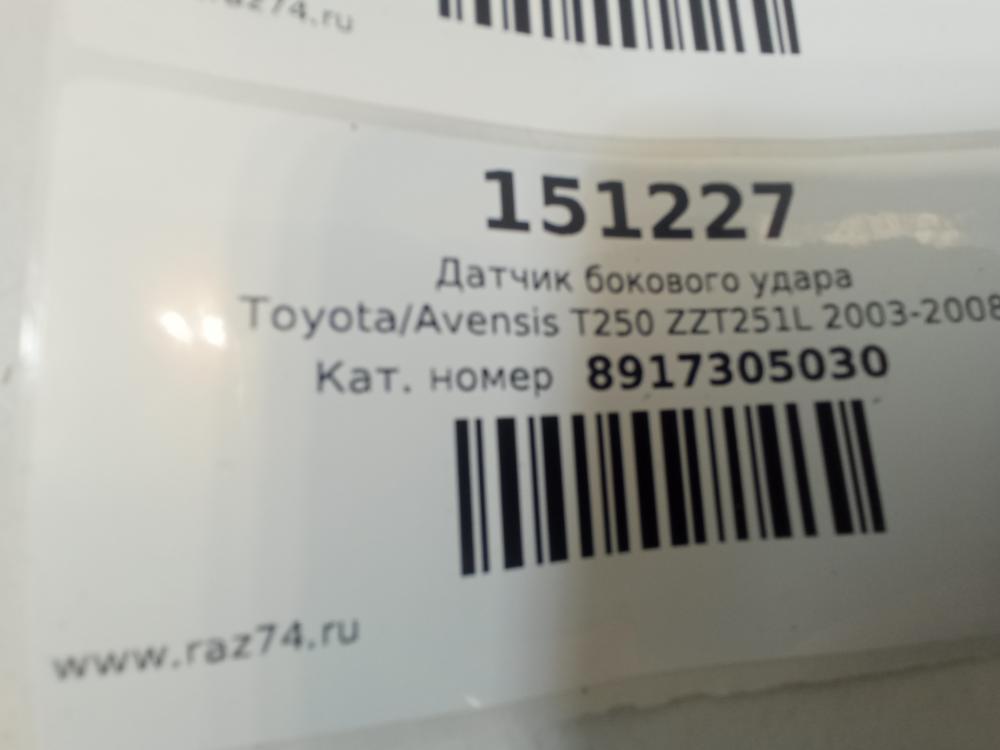 151227
Датчик бокового удара
Toyota/Avensis T250 ZZT251L 2003-2008
Кат. номер 8917305030
www.raz74.ru